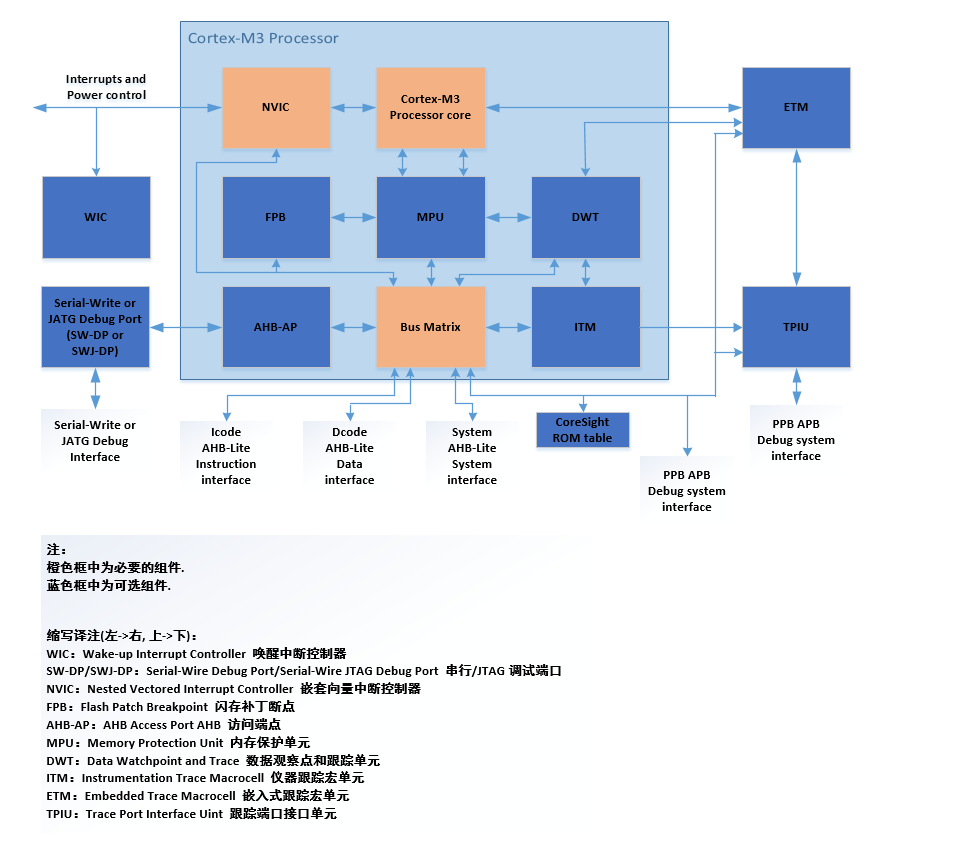 Cortex-M3 Processor
Interrupts and
Power control
NVIC
Cortex-M3
Processor core
ETM
WIC
FPB
MPU
DWT
Serial-Write or
JATG Debug Port
(SW-DP or
SWJ-DP)
AHB-AP
Bus Matrix
ITM
TPIU
Serial-Write or
JATG Debug
Interface
Icode
AHB-Lite
Instruction
interface
Dcode
AHB-Lite
Data
interface
System
AHB-Lite
System
interface
CoreSight
ROM table
PPB APB
Debug system
interface
PPB APB
Debug system
interface
注：
橙色框中为必要的组件.
蓝色框中为可选组件.
缩写译注(左->右, 上->下)：
WIC：Wake-up Interrupt Controller 唤醒中断控制器
SW-DP/SWJ-DP：Serial-Wire Debug Port/Serial-Wire JTAG Debug Port 串行/JTAG 调试端口
NVIC：Nested Vectored Interrupt Controller 嵌套向量中断控制器
FPB：Flash Patch Breakpoint 闪存补丁断点
AHB-AP：AHB Access Port AHB 访问端点
MPU：Memory Protection Unit 内存保护单元
DWT：Data Watchpoint and Trace 数据观察点和跟踪单元
ITM：Instrumentation Trace Macrocell 仪器跟踪宏单元
ETM：Embedded Trace Macrocell 嵌入式跟踪宏单元
TPIU：Trace Port Interface Uint 跟踪端口接口单元